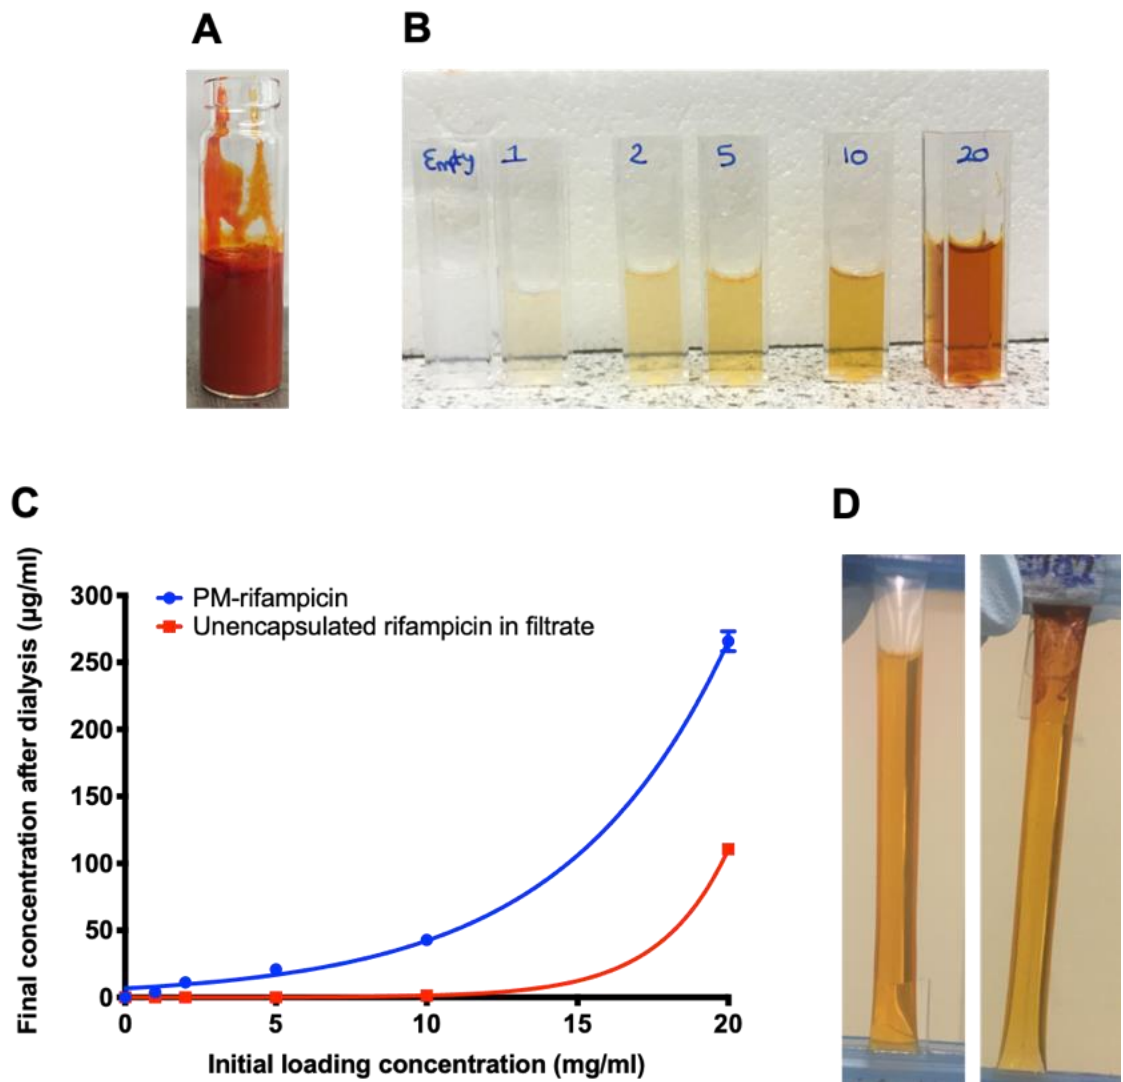 A
B
Empty
1
2
5
10
20
C
D
Final concentration after dialysis (µg/ml)
300
250
200
150
100
50
0
PM-rifampicin
Unencapsulated rifampicin in filtrate
0
5
10
15
20
Initial loading concentration (mg/ml)